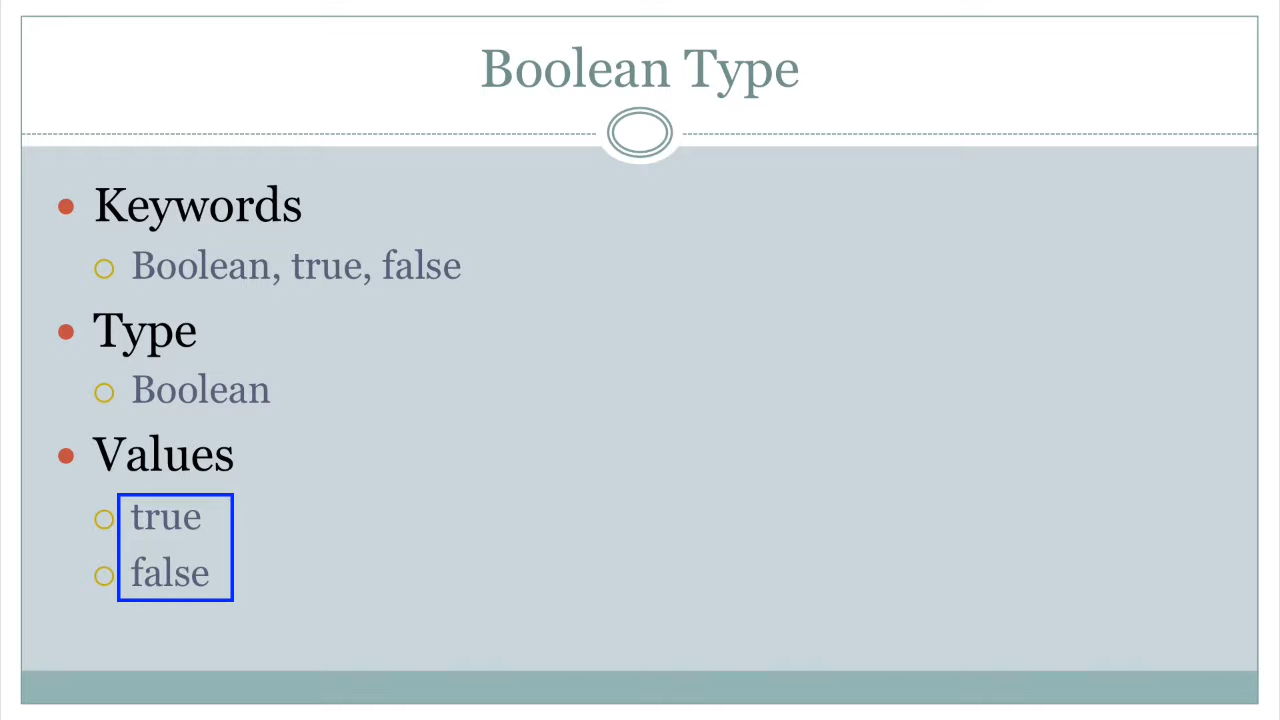 Boolean Type
Keywords
Boolean, true, false
Type
Boolean
Values
true
false